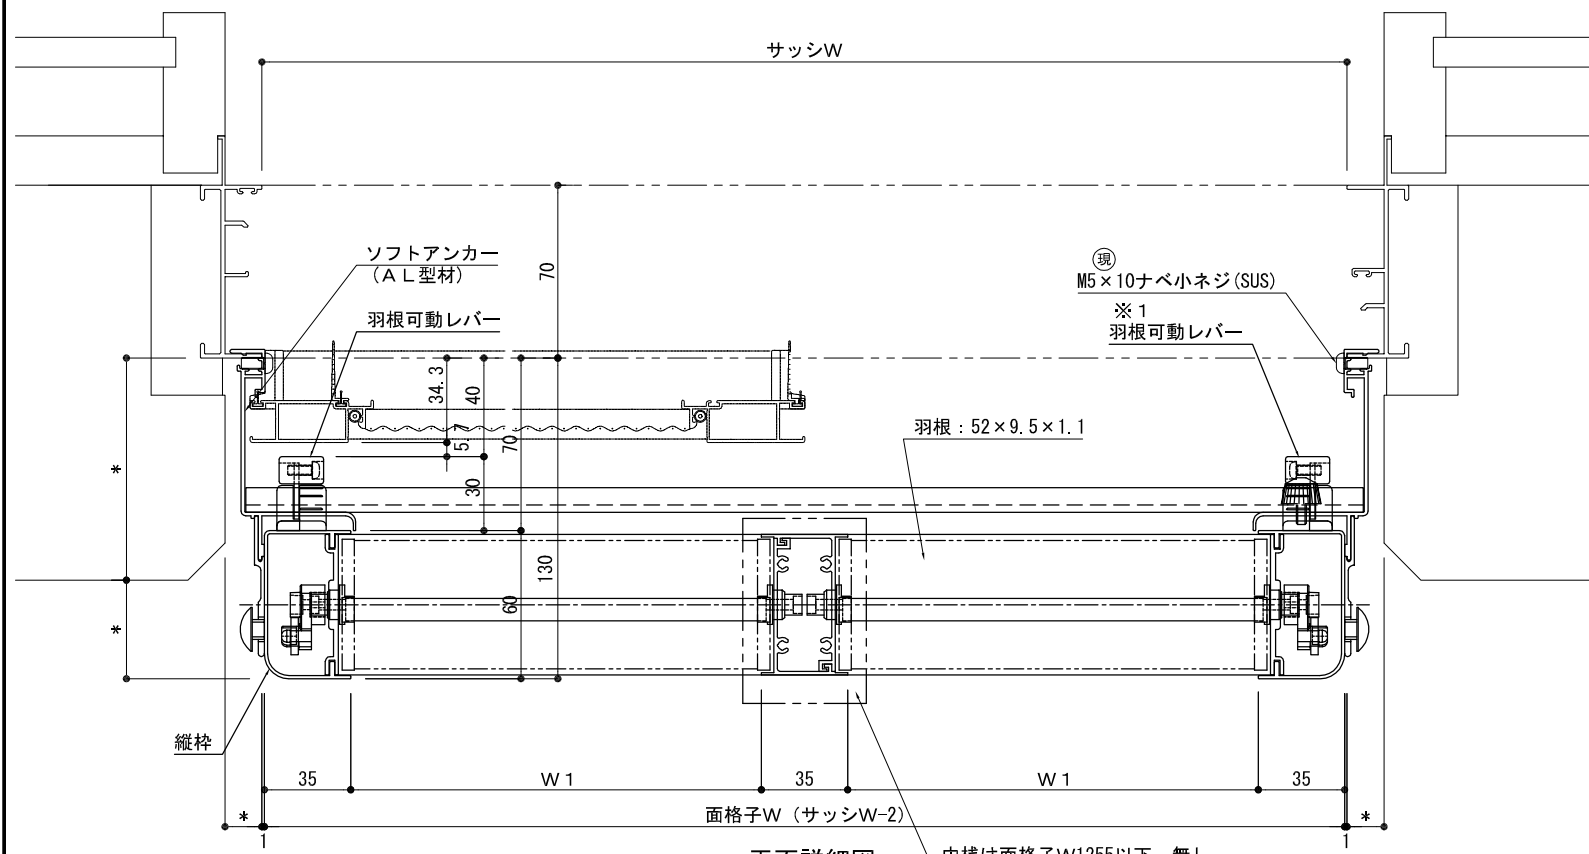 サッシW
ソフトアンカー
（ＡＬ型材）
羽根可動レバー
70
現
M5×10ナベ小ネジ(SUS)
※１
羽根可動レバー
34.3
40
5.7
70
30
羽根：52×9.5×1.1
*
*
130
60
縦枠
35
W1
35
W1
35
*
1
面格子W（サッシW-2）
1
*